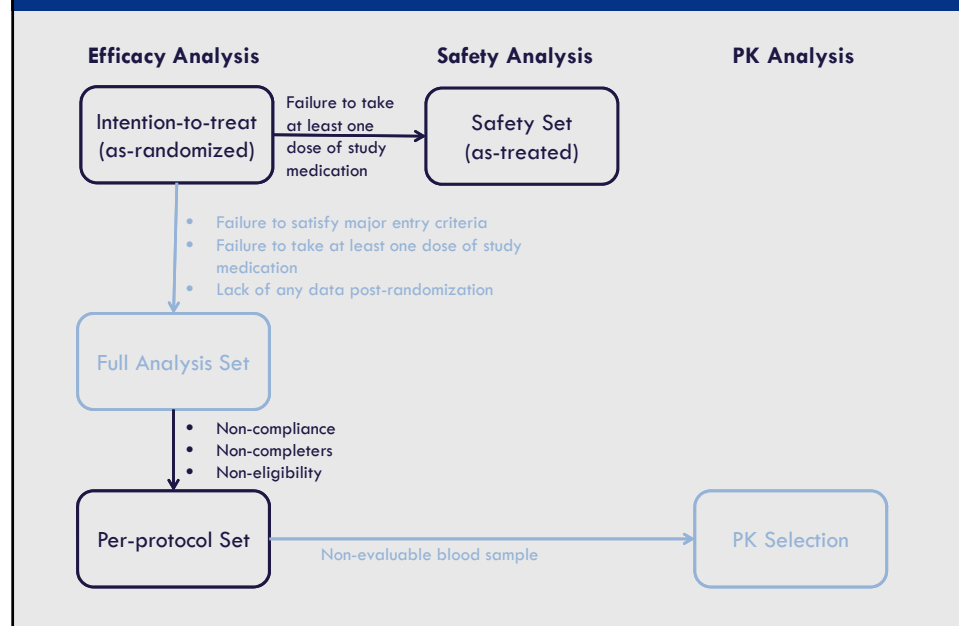 Efficacy Analysis
Safety Analysis
PK Analysis
Intention-to-treat
(as-randomized)
Failure to take
at least one
dose of study
medication
Safety Set
(as-treated)
• Failure to satisfy major entry criteria
• Failure to take at least one dose of study
medication
• Lack of any data post-randomization
Full Analysis Set
• Non-compliance
• Non-completers
• Non-eligibility
Per-protocol Set
Non-evaluable blood sample
PK Selection